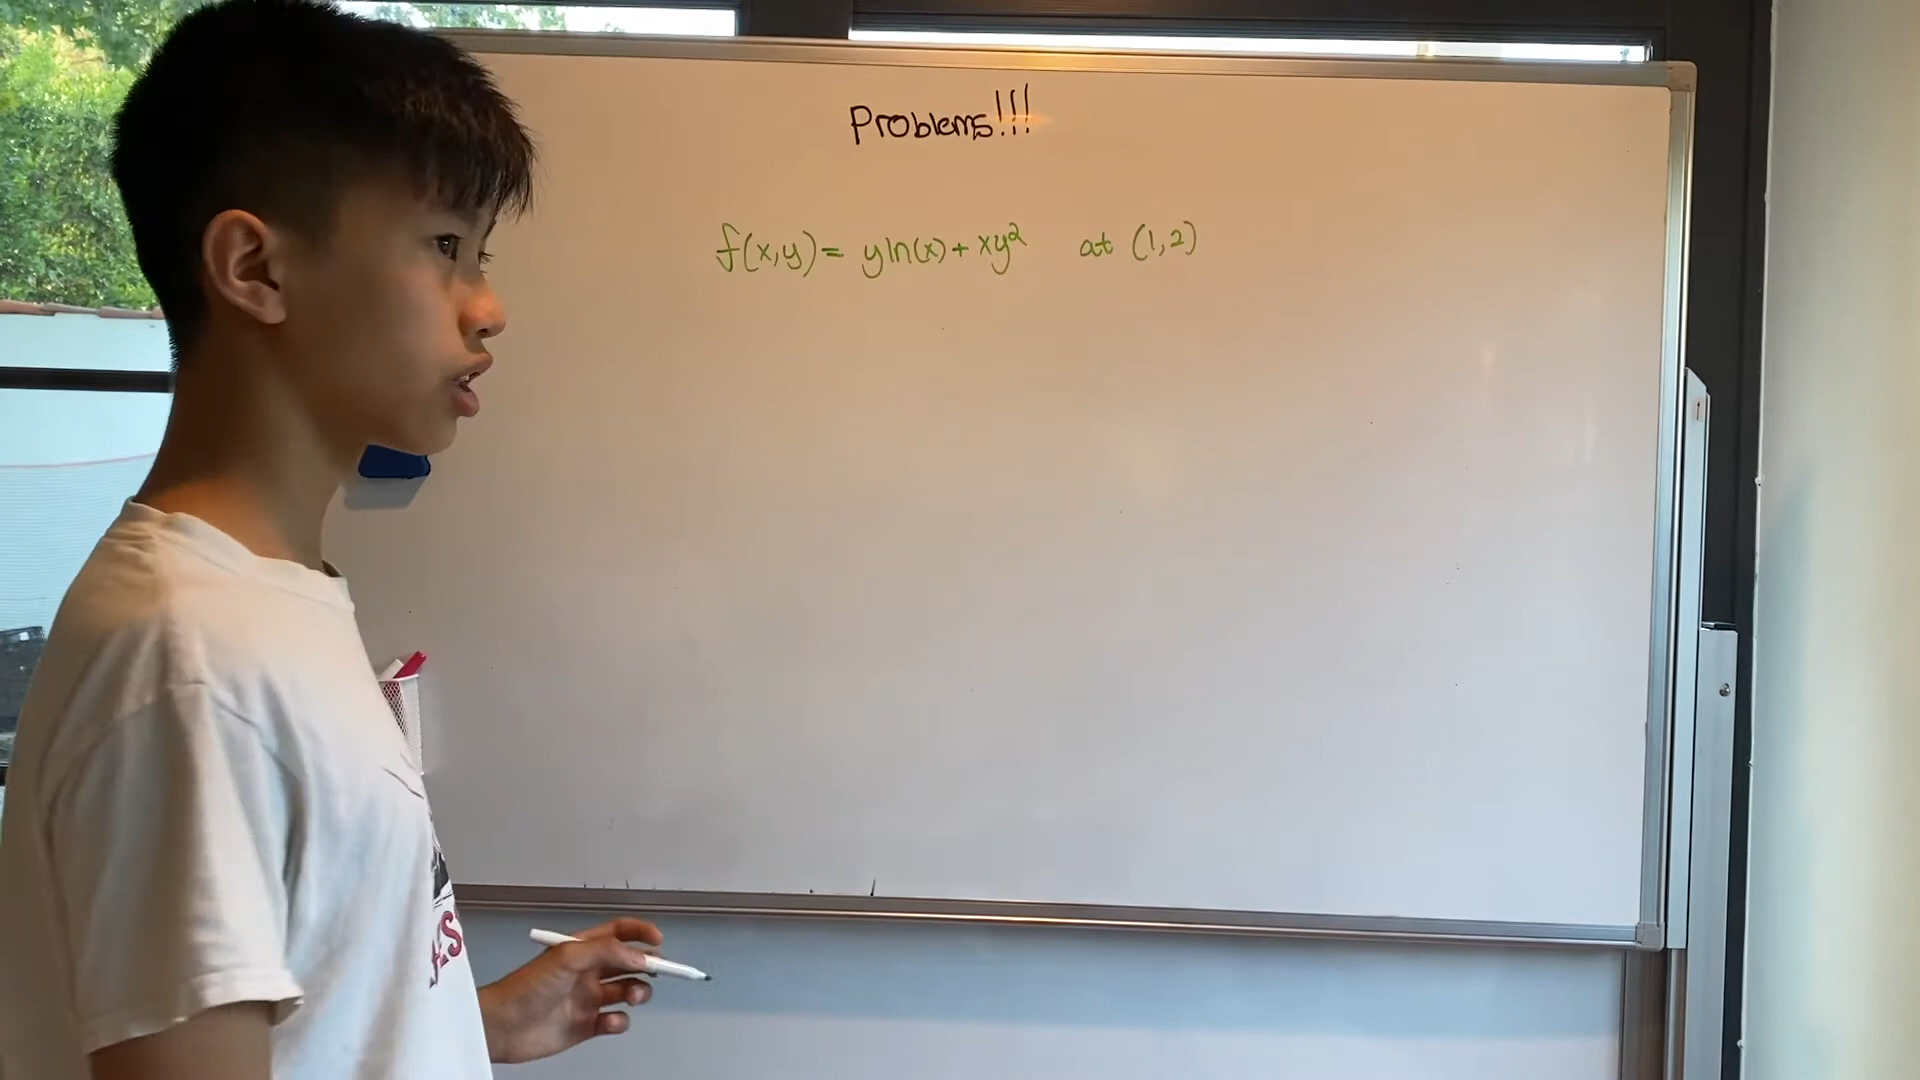 Problems!!!
f(x,y) = yln(x) + xy² at (1,2)